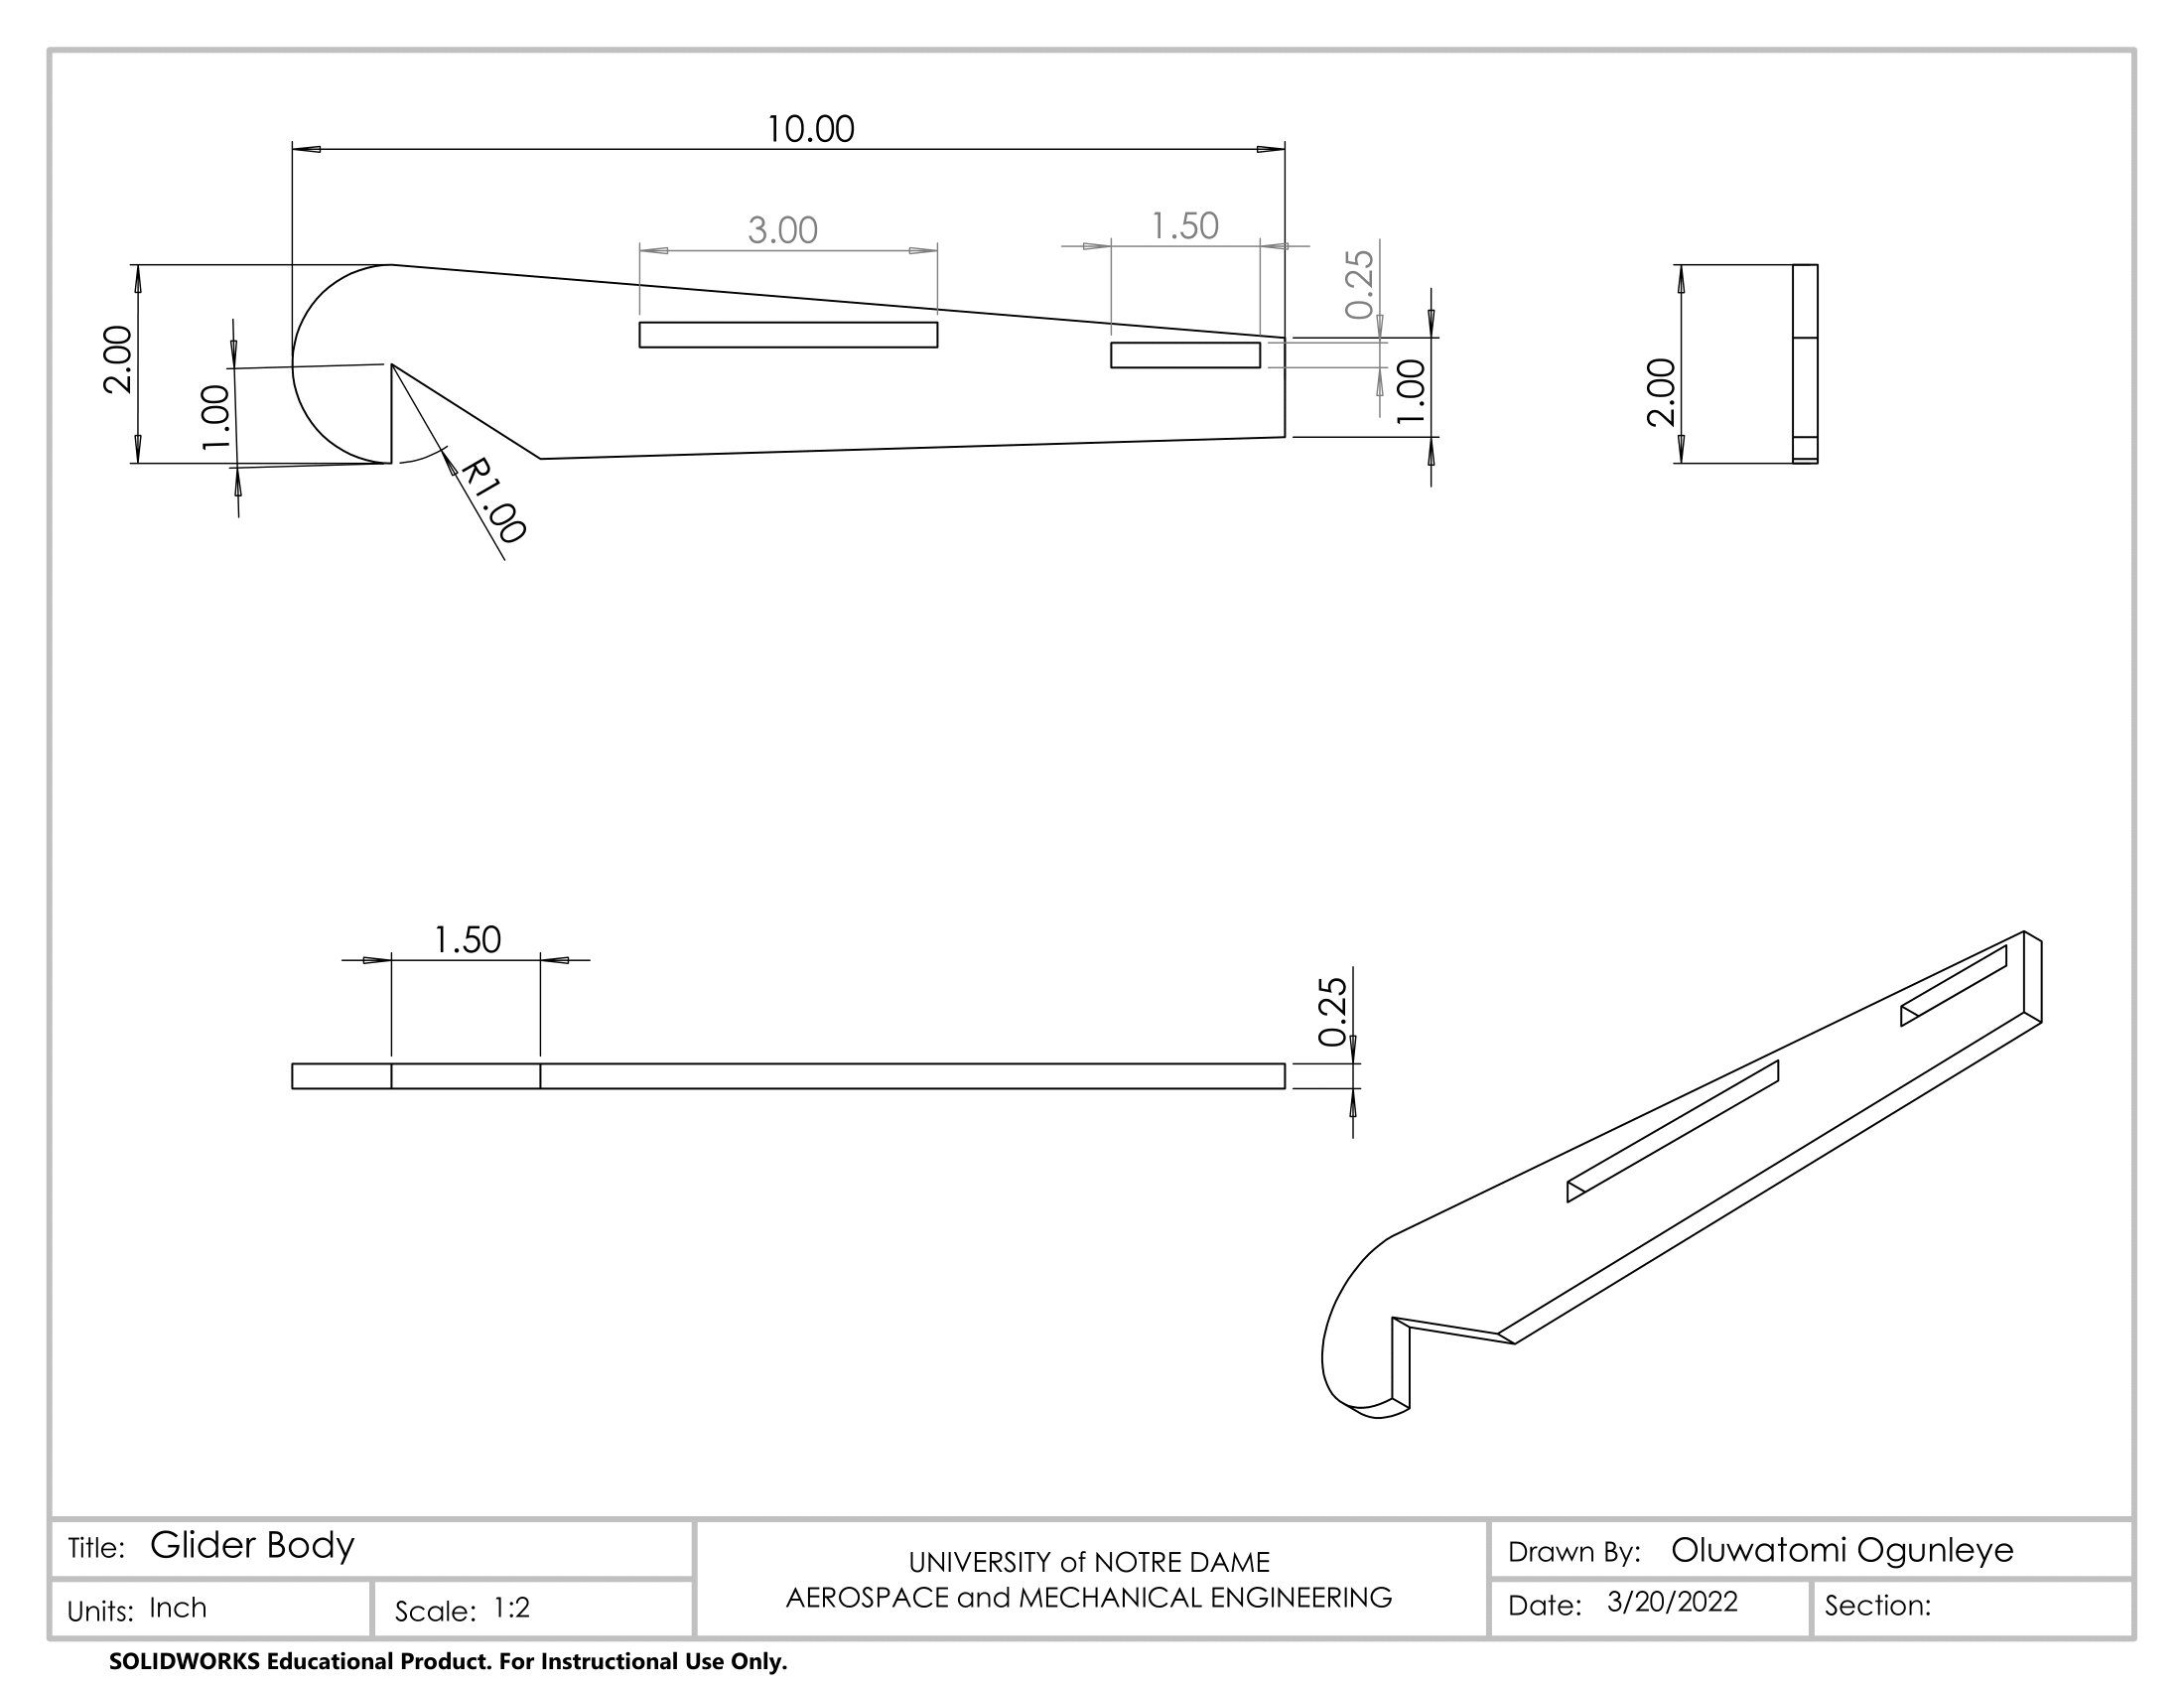 10.00
3.00
1.50
0.25
2.00
1.00
1.00
R1.00
2.00
1.50
0.25
Title: Glider Body
Units: Inch
Scale: 1:2
UNIVERSITY of NOTRE DAME
AEROSPACE and MECHANICAL ENGINEERING
Drawn By: Oluwatomi Ogunleye
Date: 3/20/2022
Section:
SOLIDWORKS Educational Product. For Instructional Use Only.